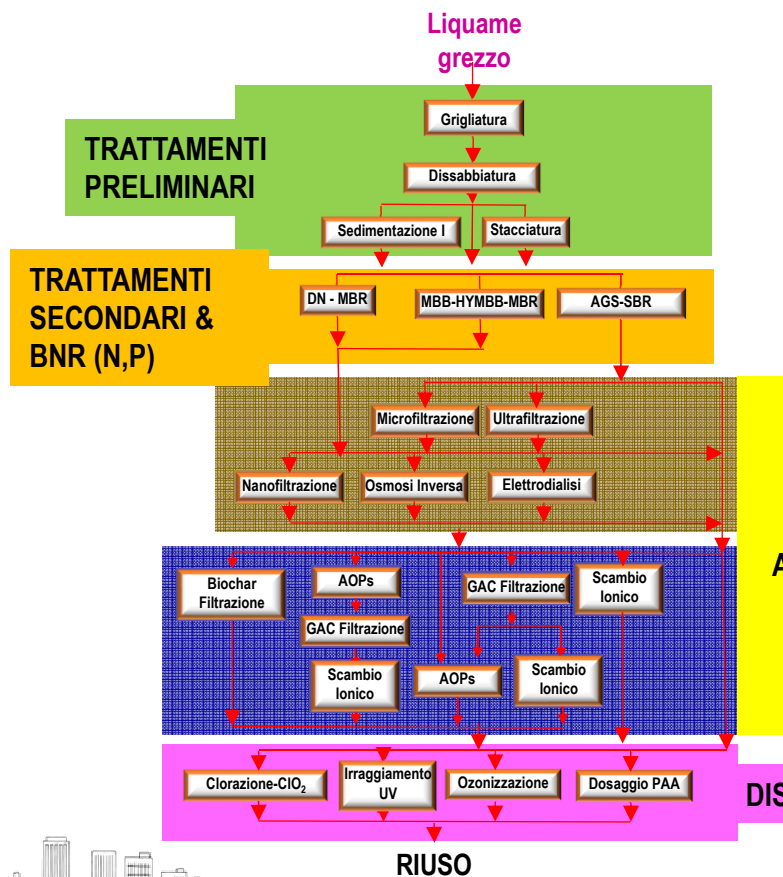 Liquame
grezzo
Grigliatura
TRATTAMENTI
PRELIMINARI
Dissabbiatura
Sedimentazione I
Stacciatura
TRATTAMENTI
SECONDARI &
BNR (N,P)
DN - MBR
MBB-HYMBB-MBR
AGS-SBR
Microfiltrazione
Ultrafiltrazione
Nanofiltrazione
Osmosi Inversa
Elettrodialisi
A
Biochar
Filtrazione
AOPs
GAC Filtrazione
Scambio
Ionico
GAC Filtrazione
Scambio
Ionico
AOPs
Scambio
Ionico
Clorazione-ClO₂
Irraggiamento
UV
Ozonizzazione
Dosaggio PAA
DIS
RIUSO